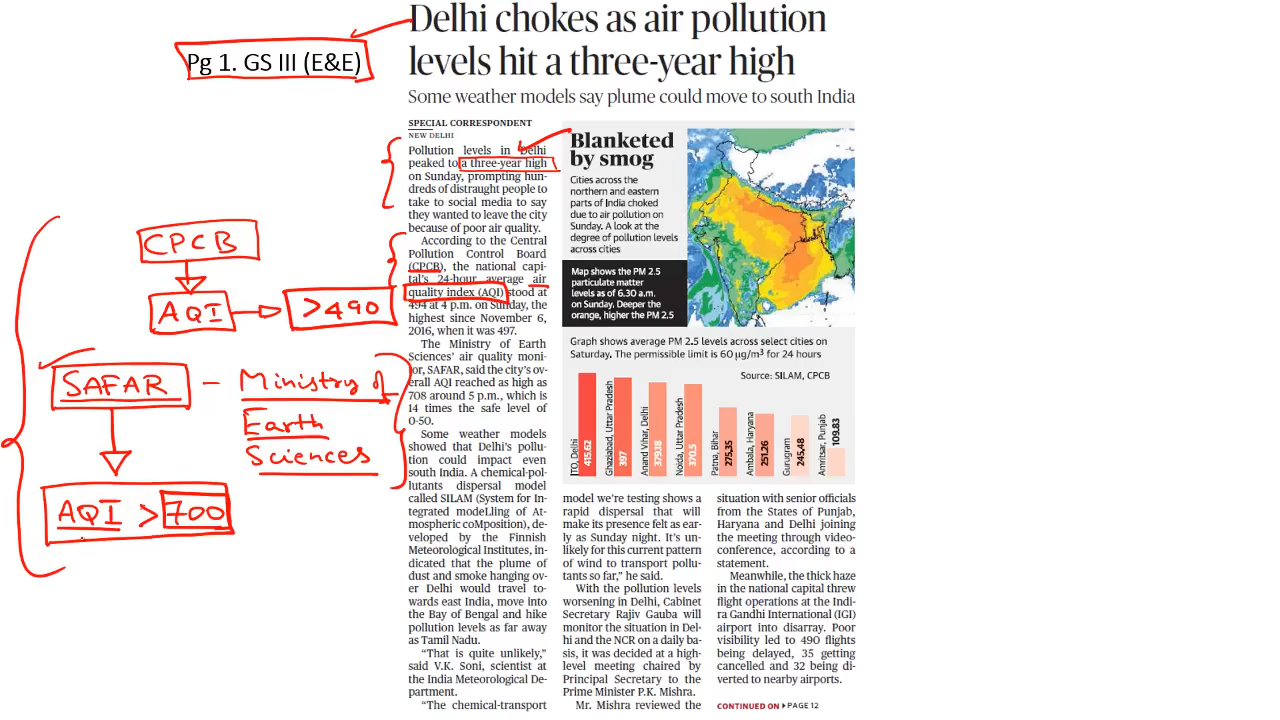 Delhi chokes as air pollution
levels hit a three-year high
Pg 1. GS III (E&E)
Some weather models say plume could move to south India
SPECIAL CORRESPONDENT
NEW DELHI
Pollution levels in Delhi
peaked to a three-year high
on Sunday, prompting hun-
dreds of distraught people to
take to social media to say
they wanted to leave the city
because of poor air quality.
According to the Central
Pollution Control Board
(CPCB), the national capi-
tal's 24-hour average air
quality index (AQI) stood at
494 at 4 p.m. on Sunday, the
highest since November 6,
2016, when it was 497.
The Ministry of Earth
Sciences' air quality moni-
tor, SAFAR, said the city's ov-
erall AQI reached as high as
708 around 5 p.m., which is
14 times the safe level of
0-50.
Some weather models
showed that Delhi's pollu-
tion could impact even
south India. A chemical-pol-
lutants dispersal model
called SILAM (System for In-
tegrated modeLling of At-
mospheric coMposition), de-
veloped by the Finnish
Meteorological Institutes, in-
dicated that the plume of
dust and smoke hanging ov-
er Delhi would travel to-
wards east India, move into
the Bay of Bengal and hike
pollution levels as far away
as Tamil Nadu.
"That is quite unlikely,"
said V.K. Soni, scientist at
the India Meteorological De-
partment.
"The chemical-transport
Blanketed
by smog
Cities across the
northern and eastern
parts of India choked
due to air pollution on
Sunday. A look at the
degree of pollution levels
across cities
Map shows the PM 2.5
particulate matter
levels as of 6.30 a.m.
on Sunday. Deeper the
orange, higher the PM 2.5
Graph shows average PM 2.5 levels across select cities on
Saturday. The permissible limit is 60 µg/m³ for 24 hours
Source: SILAM, CPCB
ITO, Delhi
415.62
Ghaziabad, Uttar Pradesh
397
Anand Vihar, Delhi
379.18
Noida, Uttar Pradesh
370.5
Patna, Bihar
275.35
Ambala, Haryana
251.26
Gurugram
245.48
Amritsar, Punjab
109.83
model we're testing shows a
rapid dispersal that will
make its presence felt as ear-
ly as Sunday night. It's un-
likely for this current pattern
of wind to transport pollu-
tants so far," he said.
With the pollution levels
worsening in Delhi, Cabinet
Secretary Rajiv Gauba will
monitor the situation in Del-
hi and the NCR on a daily ba-
sis, it was decided at a high-
level meeting chaired by
Principal Secretary to the
Prime Minister P.K. Mishra.
Mr. Mishra reviewed the
situation with senior officials
from the States of Punjab,
Haryana and Delhi joining
the meeting through video-
conference, according to a
statement.
Meanwhile, the thick haze
in the national capital threw
flight operations at the Indi-
ra Gandhi International (IGI)
airport into disarray. Poor
visibility led to 490 flights
being delayed, 35 getting
cancelled and 32 being di-
verted to nearby airports.
CONTINUED ON PAGE 12
CPCB
AQI >490
SAFAR - Ministry of
Earth
Sciences
AQI > 700